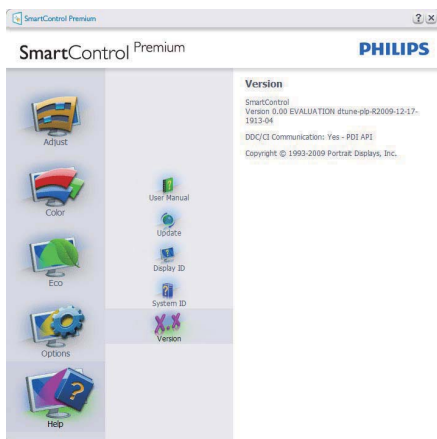 SmartControl Premium
SmartControl Premium
PHILIPS
Adjust
Color
Eco
Options
Help
User Manual
Update
Display ID
System ID
X.X
Version
Version
SmartControl
Version 0.00 EVALUATION dtune-plp-R2009-12-17-
1913-04
DDC/CI Communication: Yes - PDI API
Copyright © 1993-2009 Portrait Displays, Inc.